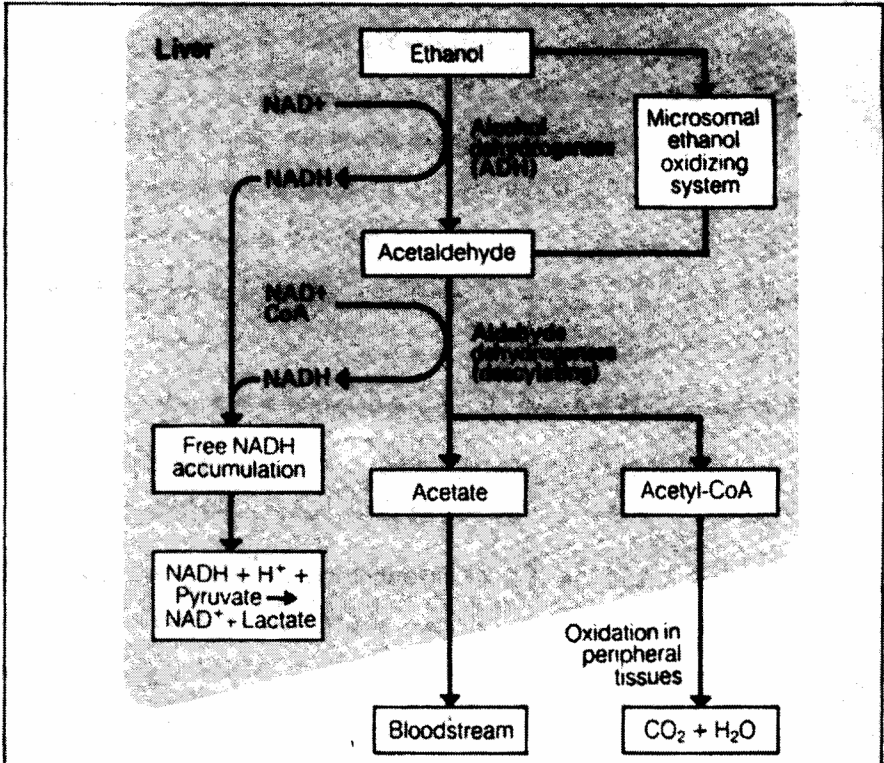 Liver
Ethanol
NAD+
Alcohol
dehydrogenase
(ADH)
Microsomal
ethanol
oxidizing
system
NADH
Acetaldehyde
NAD+
CoA
Aldehyde
dehydrogenase
NADH
Free NADH
accumulation
Acetate
Acetyl-CoA
NADH + H⁺ +
Pyruvate →
NAD⁺ + Lactate
Oxidation in
peripheral
tissues
Bloodstream
CO₂ + H₂O